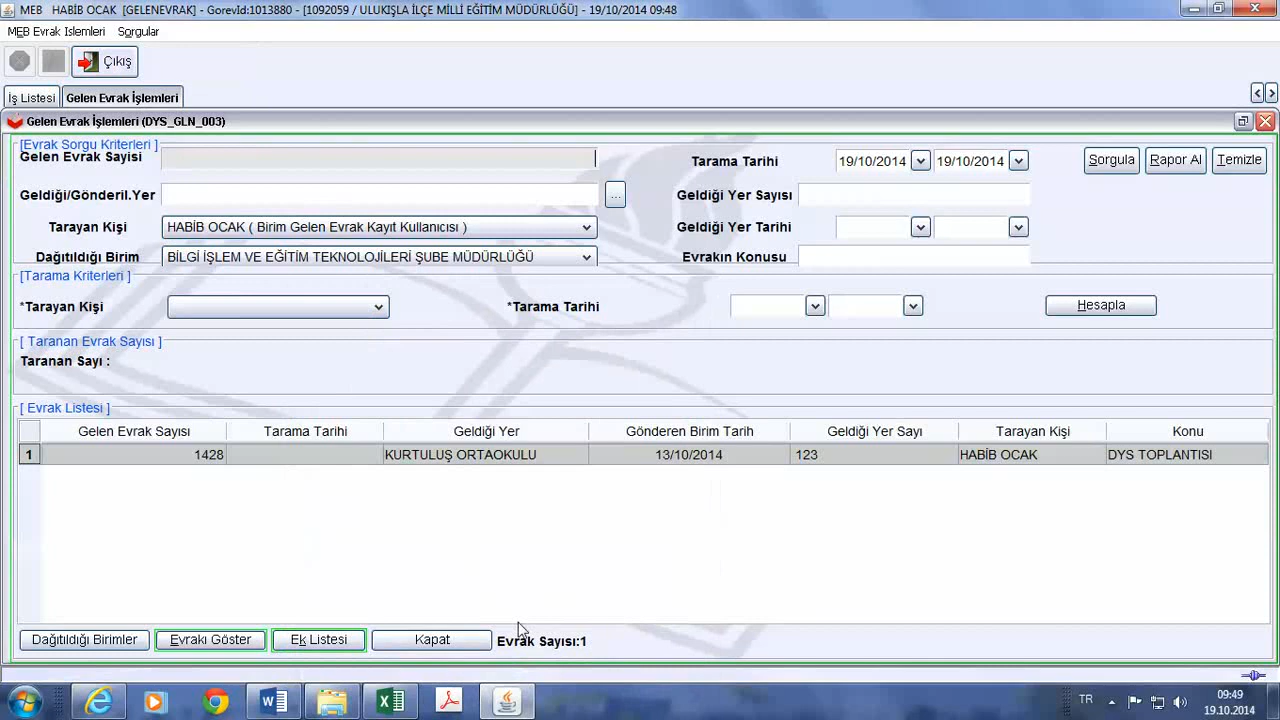 MEB HABİB OCAK [GELENEVRAK] - GorevId:1013880 - [1092059 / ULUKIŞLA İLÇE MİLLİ EĞİTİM MÜDÜRLÜĞÜ] - 19/10/2014 09:48
MEB Evrak Islemleri Sorgular
Çıkış
İş Listesi Gelen Evrak İşlemleri
Gelen Evrak İşlemleri (DYS_GLN_003)
[Evrak Sorgu Kriterleri ]
Gelen Evrak Sayisi Tarama Tarihi 19/10/2014 19/10/2014 Sorgula Rapor Al Temizle
Geldiği/Gönderil.Yer ... Geldiği Yer Sayısı
Tarayan Kişi HABİB OCAK ( Birim Gelen Evrak Kayıt Kullanıcısı ) Geldiği Yer Tarihi
Dağıtıldığı Birim BİLGİ İŞLEM VE EĞİTİM TEKNOLOJİLERİ ŞUBE MÜDÜRLÜĞÜ Evrakın Konusu
[Tarama Kriterleri ]
*Tarayan Kişi *Tarama Tarihi Hesapla
[ Taranan Evrak Sayısı ]
Taranan Sayı :
[ Evrak Listesi ]
Gelen Evrak Sayısı Tarama Tarihi Geldiği Yer Gönderen Birim Tarih Geldiği Yer Sayı Tarayan Kişi Konu
1 1428 KURTULUŞ ORTAOKULU 13/10/2014 123 HABİB OCAK DYS TOPLANTISI
Dağıtıldığı Birimler Evrakı Göster Ek Listesi Kapat Evrak Sayısı:1
TR 09:49
19.10.2014